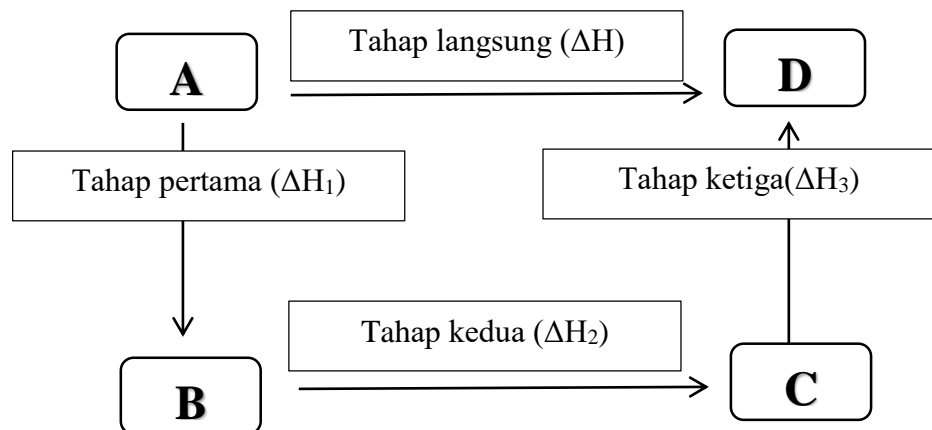 Tahap langsung (ΔH)
A
D
Tahap pertama (ΔH₁)
Tahap ketiga(ΔH₃)
Tahap kedua (ΔH₂)
B
C